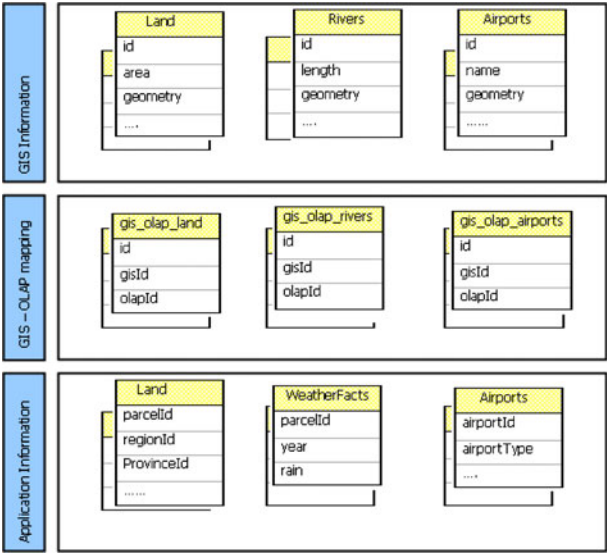 GIS Information
Land
id
area
geometry
....
Rivers
id
length
geometry
....
Airports
id
name
geometry
......
GIS – OLAP mapping
gis_olap_land
id
gisId
olapId
gis_olap_rivers
id
gisId
olapId
gis_olap_airports
id
gisId
olapId
Application Information
Land
parcelId
regionId
ProvinceId
......
WeatherFacts
parcelId
year
rain
Airports
airportId
airportType
....